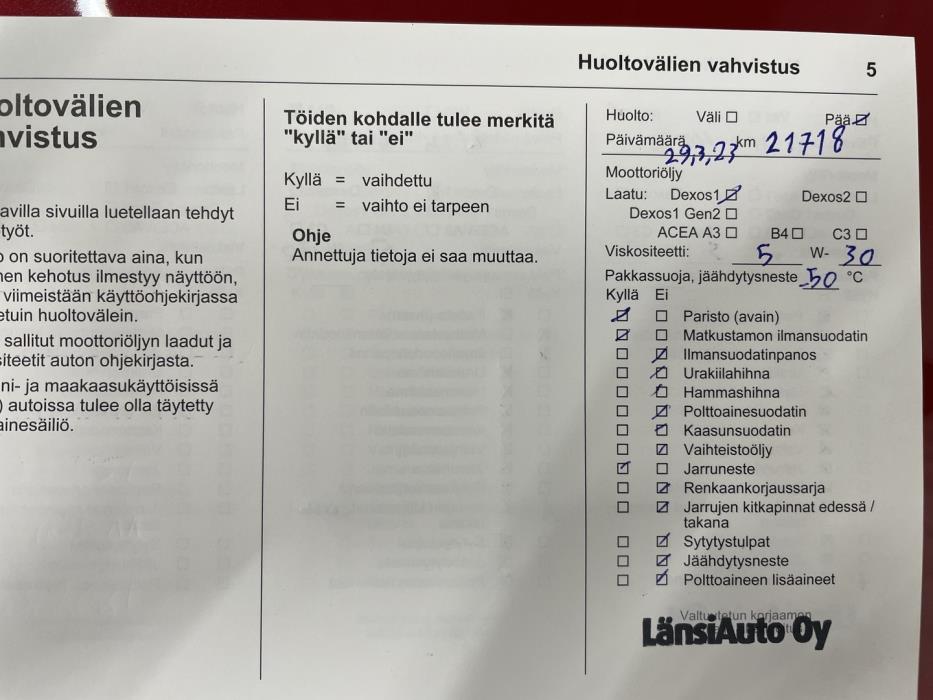 Huoltovälien vahvistus 5
oltovälien
vistus
avilla sivuilla luetellaan tehdyt
työt.
on suoritettava aina, kun
nen kehotus ilmestyy näyttöön,
viimeistään käyttöohjekirjassa
etuin huoltovälein.
sallitut moottoriöljyn laadut ja
siteetit auton ohjekirjasta.
ni- ja maakaasukäyttöisissä
) autoissa tulee olla täytetty
ainesäiliö.
Töiden kohdalle tulee merkitä
"kyllä" tai "ei"
Kyllä = vaihdettu
Ei = vaihto ei tarpeen
Ohje
Annettuja tietoja ei saa muuttaa.
Huolto: Väli ☐ Pää ☑
Päivämäärä 29,3,23 km 21718
Moottoriöljy
Laatu: Dexos1 ☑ Dexos2 ☐
Dexos1 Gen2 ☐
ACEA A3 ☐ B4 ☐ C3 ☐
Viskositeetti: 5 W- 30
Pakkassuoja, jäähdytysneste -50 °C
Kyllä Ei
☑ ☐ Paristo (avain)
☑ ☐ Matkustamon ilmansuodatin
☐ ☑ Ilmansuodatinpanos
☐ ☑ Urakiilahihna
☐ ☑ Hammashihna
☐ ☑ Polttoainesuodatin
☐ ☑ Kaasunsuodatin
☐ ☑ Vaihteistoöljy
☑ ☐ Jarruneste
☐ ☑ Renkaankorjaussarja
☐ ☑ Jarrujen kitkapinnat edessä /
takana
☐ ☑ Sytytystulpat
☐ ☑ Jäähdytysneste
☐ ☑ Polttoaineen lisäaineet
Valtuutetun korjaamon
LänsiAuto Oy